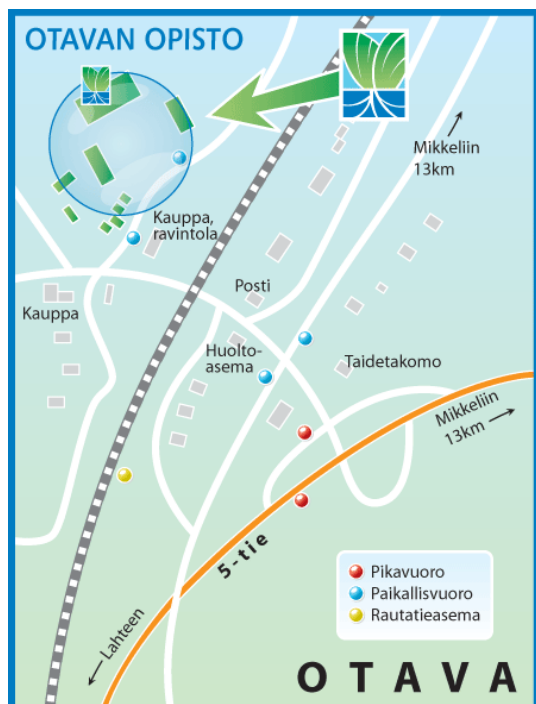 OTAVAN OPISTO
Mikkeliin
13km
Kauppa,
ravintola
Posti
Kauppa
Huolto-
asema
Taidetakomo
Mikkeliin
13km
5-tie
Pikavuoro
Paikallisvuoro
Rautatieasema
Lahteen
OTAVA